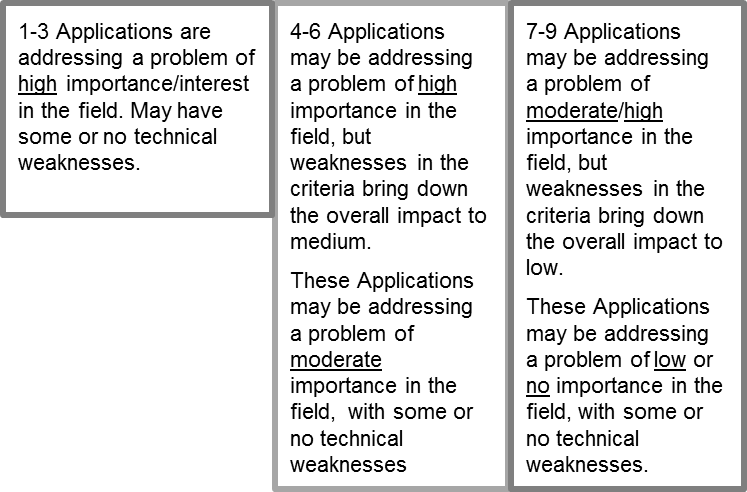 1-3 Applications are
addressing a problem of
high importance/interest
in the field. May have
some or no technical
weaknesses.
4-6 Applications
may be addressing
a problem of high
importance in the
field, but
weaknesses in the
criteria bring down
the overall impact to
medium.
These Applications
may be addressing
a problem of
moderate
importance in the
field,  with some or
no technical
weaknesses
7-9 Applications
may be addressing
a problem of
moderate/high
importance in the
field, but
weaknesses in the
criteria bring down
the overall impact to
low.
These Applications
may be addressing
a problem of low or
no importance in the
field, with some or
no technical
weaknesses.